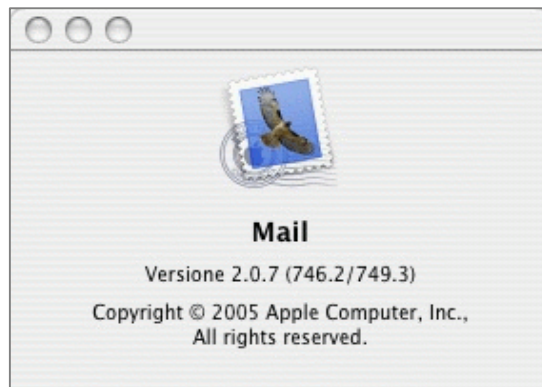 Mail
Versione 2.0.7 (746.2/749.3)
Copyright © 2005 Apple Computer, Inc.,
All rights reserved.